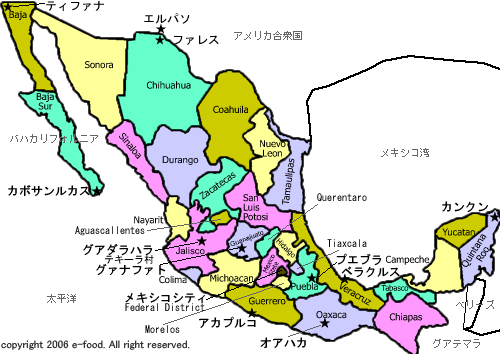 ティファナ
Baja
エルパソ
ファレス
アメリカ合衆国
Sonora
Chihuahua
Baja
Sur
Coahuila
バハカリフォルニア
Sinaloa
Durango
Nuevo
Leon
Tamaulipas
メキシコ湾
カボサンルカス
Zacatecas
San
Luis
Potosi
Querentaro
カンクン
Nayarit
Aguascallentes
グアダラハラ
Jalisco
Guanajuato
Hidalgo
Tiaxcala
Yucatan
Quintana
Roo
テキーラ村
グァナファト
プエブラ
ベラクルス
Campeche
Colima
Michoacan
Mexico
State
Puebla
Veracruz
Tabasco
太平洋
メキシコシティ
Federal District
Guerrero
ベリーズ
Morelos
アカプルコ
Oaxaca
Chiapas
オアハカ
グアテマラ
copyright 2006 e-food. All right reserved.